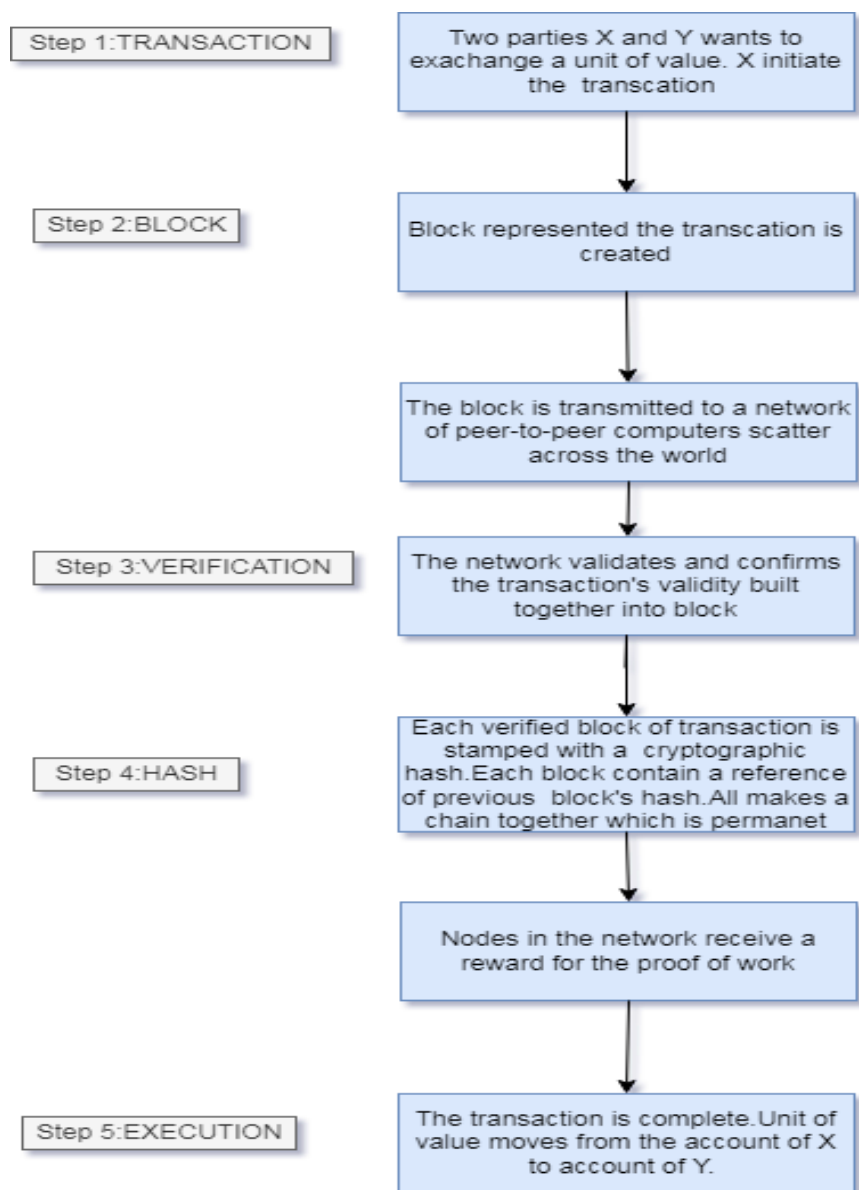 Step 1:TRANSACTION
Two parties X and Y wants to
exachange a unit of value. X initiate
the  transcation
Step 2:BLOCK
Block represented the transcation is
created
The block is transmitted to a network
of peer-to-peer computers scatter
across the world
Step 3:VERIFICATION
The network validates and confirms
the transaction's validity built
together into block
Step 4:HASH
Each verified block of transaction is
stamped with a  cryptographic
hash.Each block contain a reference
of previous  block's hash.All makes a
chain together which is permanet
Nodes in the network receive a
reward for the proof of work
Step 5:EXECUTION
The transaction is complete.Unit of
value moves from the account of X
to account of Y.